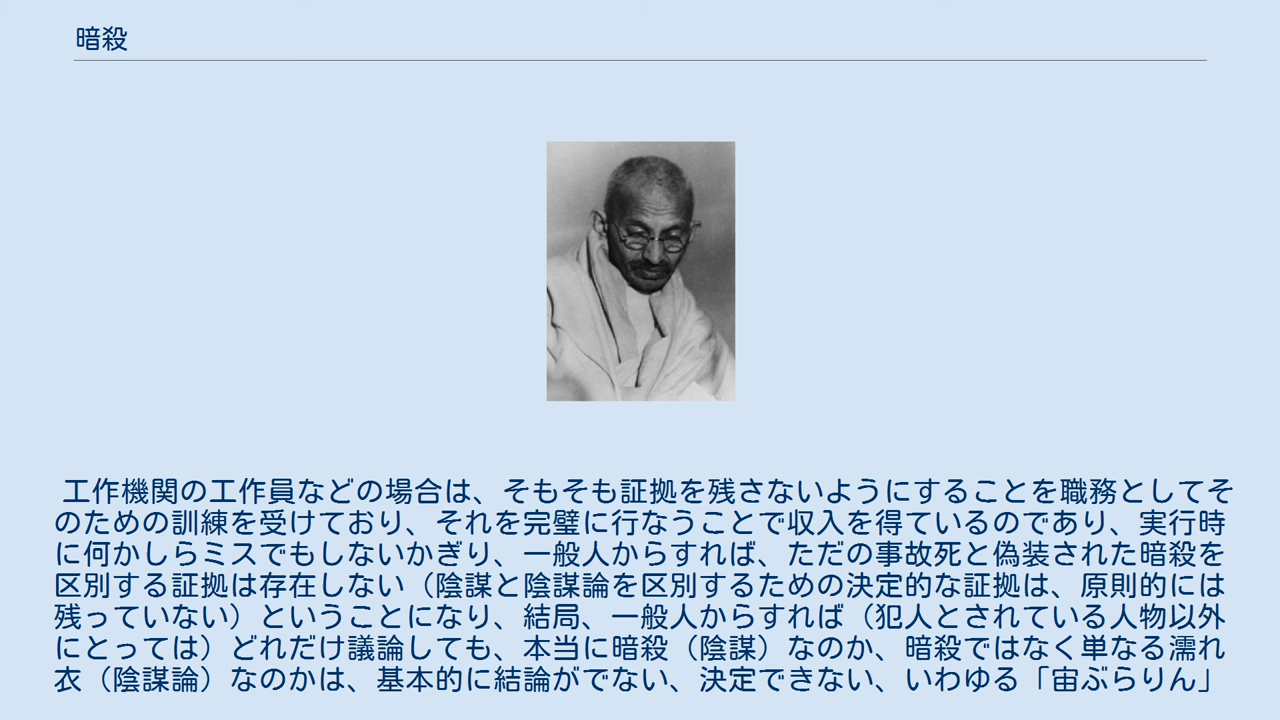 暗殺
工作機関の工作員などの場合は、そもそも証拠を残さないようにすることを職務としてそ
のための訓練を受けており、それを完璧に行なうことで収入を得ているのであり、実行時
に何かしらミスでもしないかぎり、一般人からすれば、ただの事故死と偽装された暗殺を
区別する証拠は存在しない（陰謀と陰謀論を区別するための決定的な証拠は、原則的には
残っていない）ということになり、結局、一般人からすれば（犯人とされている人物以外
にとっては）どれだけ議論しても、本当に暗殺（陰謀）なのか、暗殺ではなく単なる濡れ
衣（陰謀論）なのかは、基本的に結論がでない、決定できない、いわゆる「宙ぶらりん」